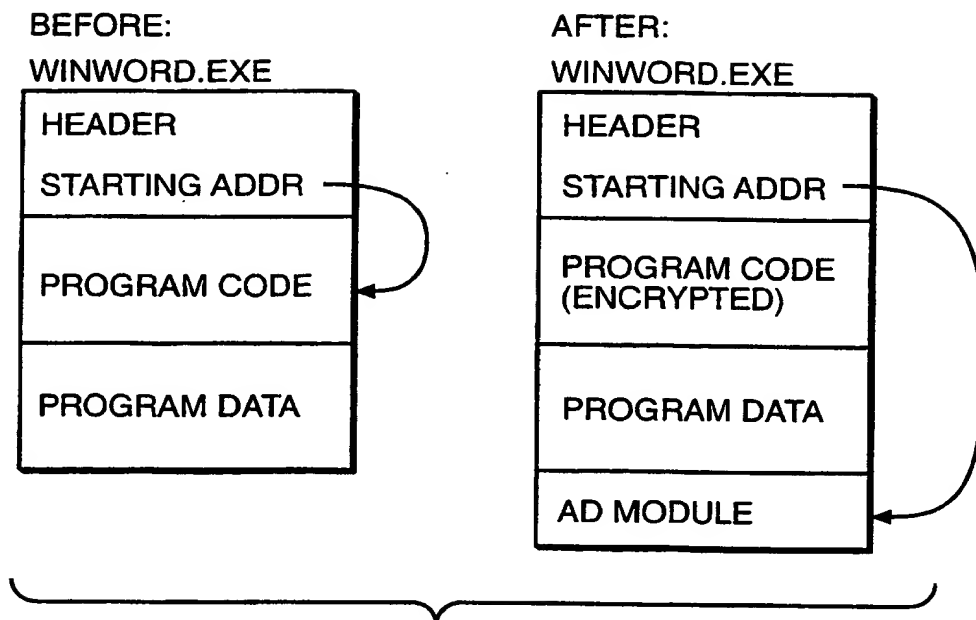 BEFORE:
WINWORD.EXE
HEADER
STARTING ADDR
PROGRAM CODE
PROGRAM DATA
AFTER:
WINWORD.EXE
HEADER
STARTING ADDR
PROGRAM CODE
(ENCRYPTED)
PROGRAM DATA
AD MODULE